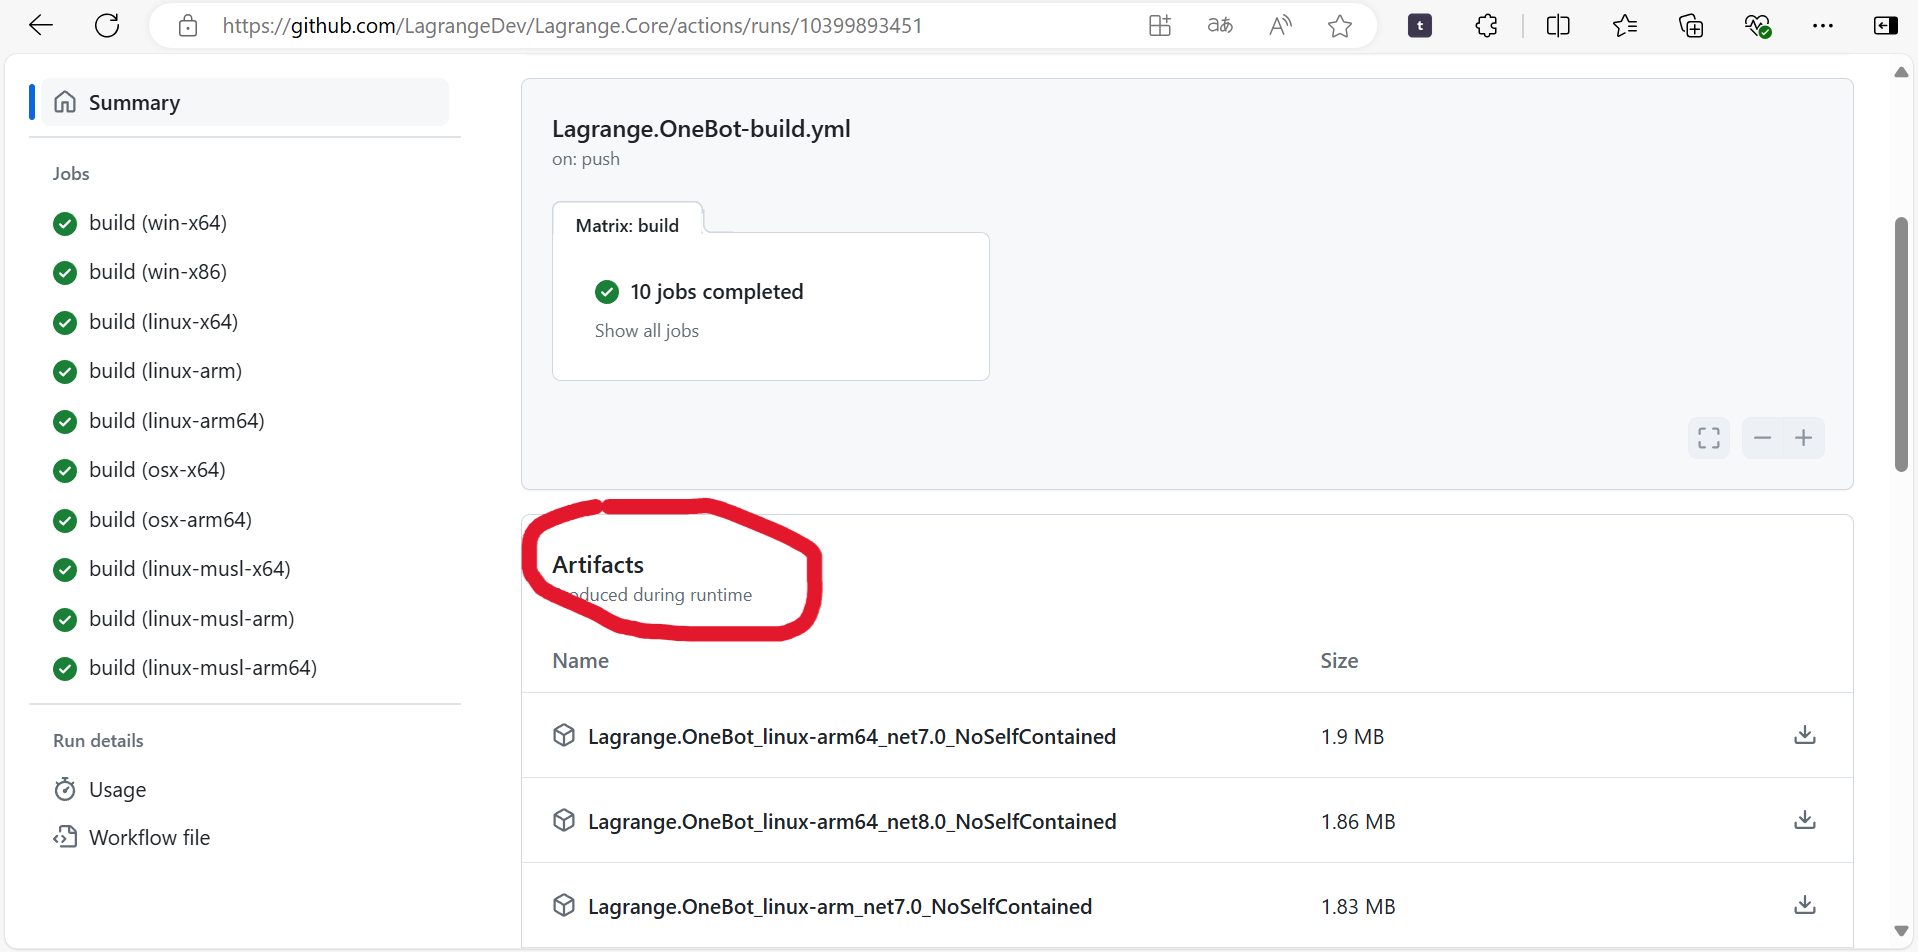 https://github.com/LagrangeDev/Lagrange.Core/actions/runs/10399893451
aあ
A
t
Summary
Jobs
build (win-x64)
build (win-x86)
build (linux-x64)
build (linux-arm)
build (linux-arm64)
build (osx-x64)
build (osx-arm64)
build (linux-musl-x64)
build (linux-musl-arm)
build (linux-musl-arm64)
Run details
Usage
Workflow file
Lagrange.OneBot-build.yml
on: push
Matrix: build
10 jobs completed
Show all jobs
Artifacts
Produced during runtime
Name Size
Lagrange.OneBot_linux-arm64_net7.0_NoSelfContained 1.9 MB
Lagrange.OneBot_linux-arm64_net8.0_NoSelfContained 1.86 MB
Lagrange.OneBot_linux-arm_net7.0_NoSelfContained 1.83 MB